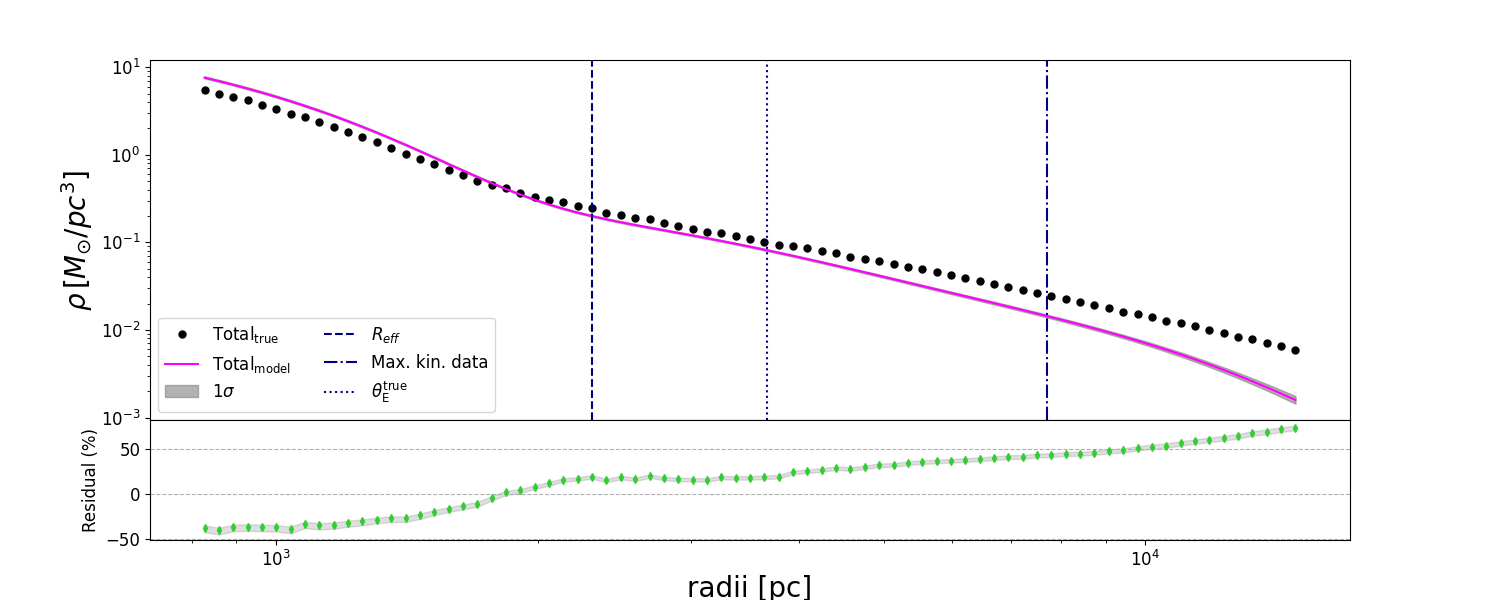 10¹
10⁰
10⁻¹
10⁻²
10⁻³
ρ [M⊙/pc³]
Total_true
Total_model
1σ
R_eff
Max. kin. data
θ_E^true
50
0
−50
Residual (%)
10³
10⁴
radii [pc]